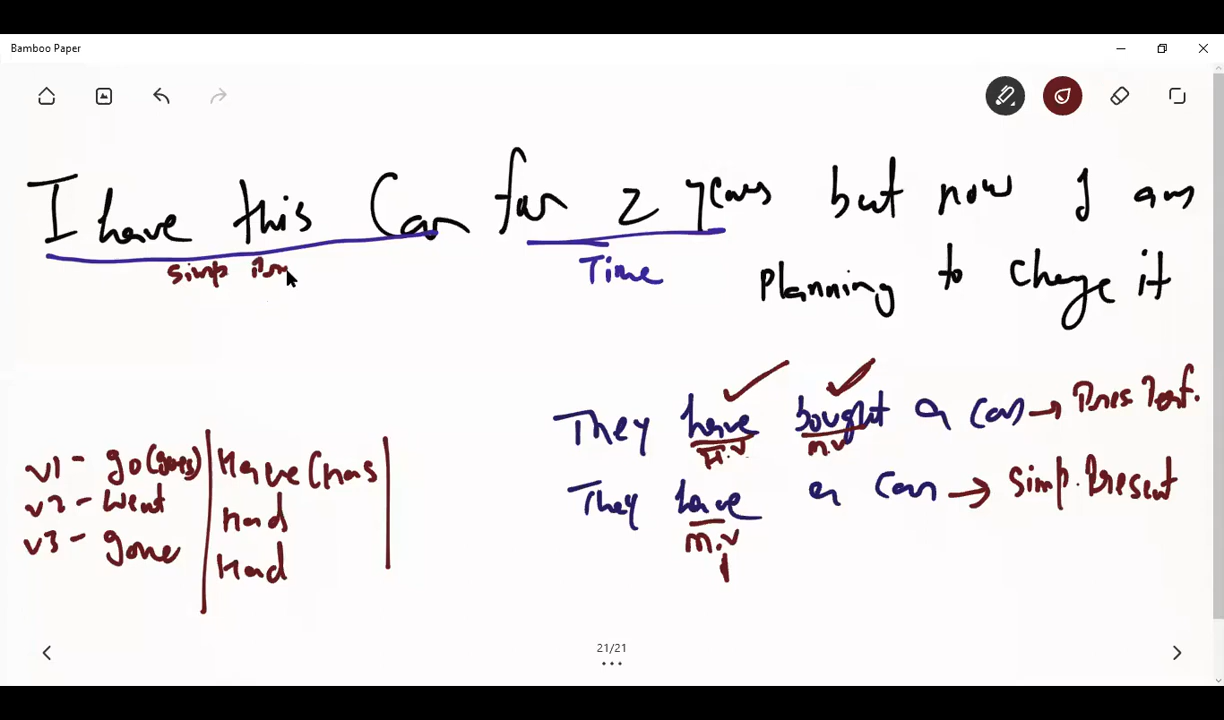 Bamboo Paper
I have this Car for 2 years but now I am
Simp Pres
Time
planning to change it
They have bought a car → Pres Perf.
H.V m.v
They have a car → Simp. Present
m.v
v1 - go (goes) Have (has
v2 - went Had
v3 - gone Had
21/21